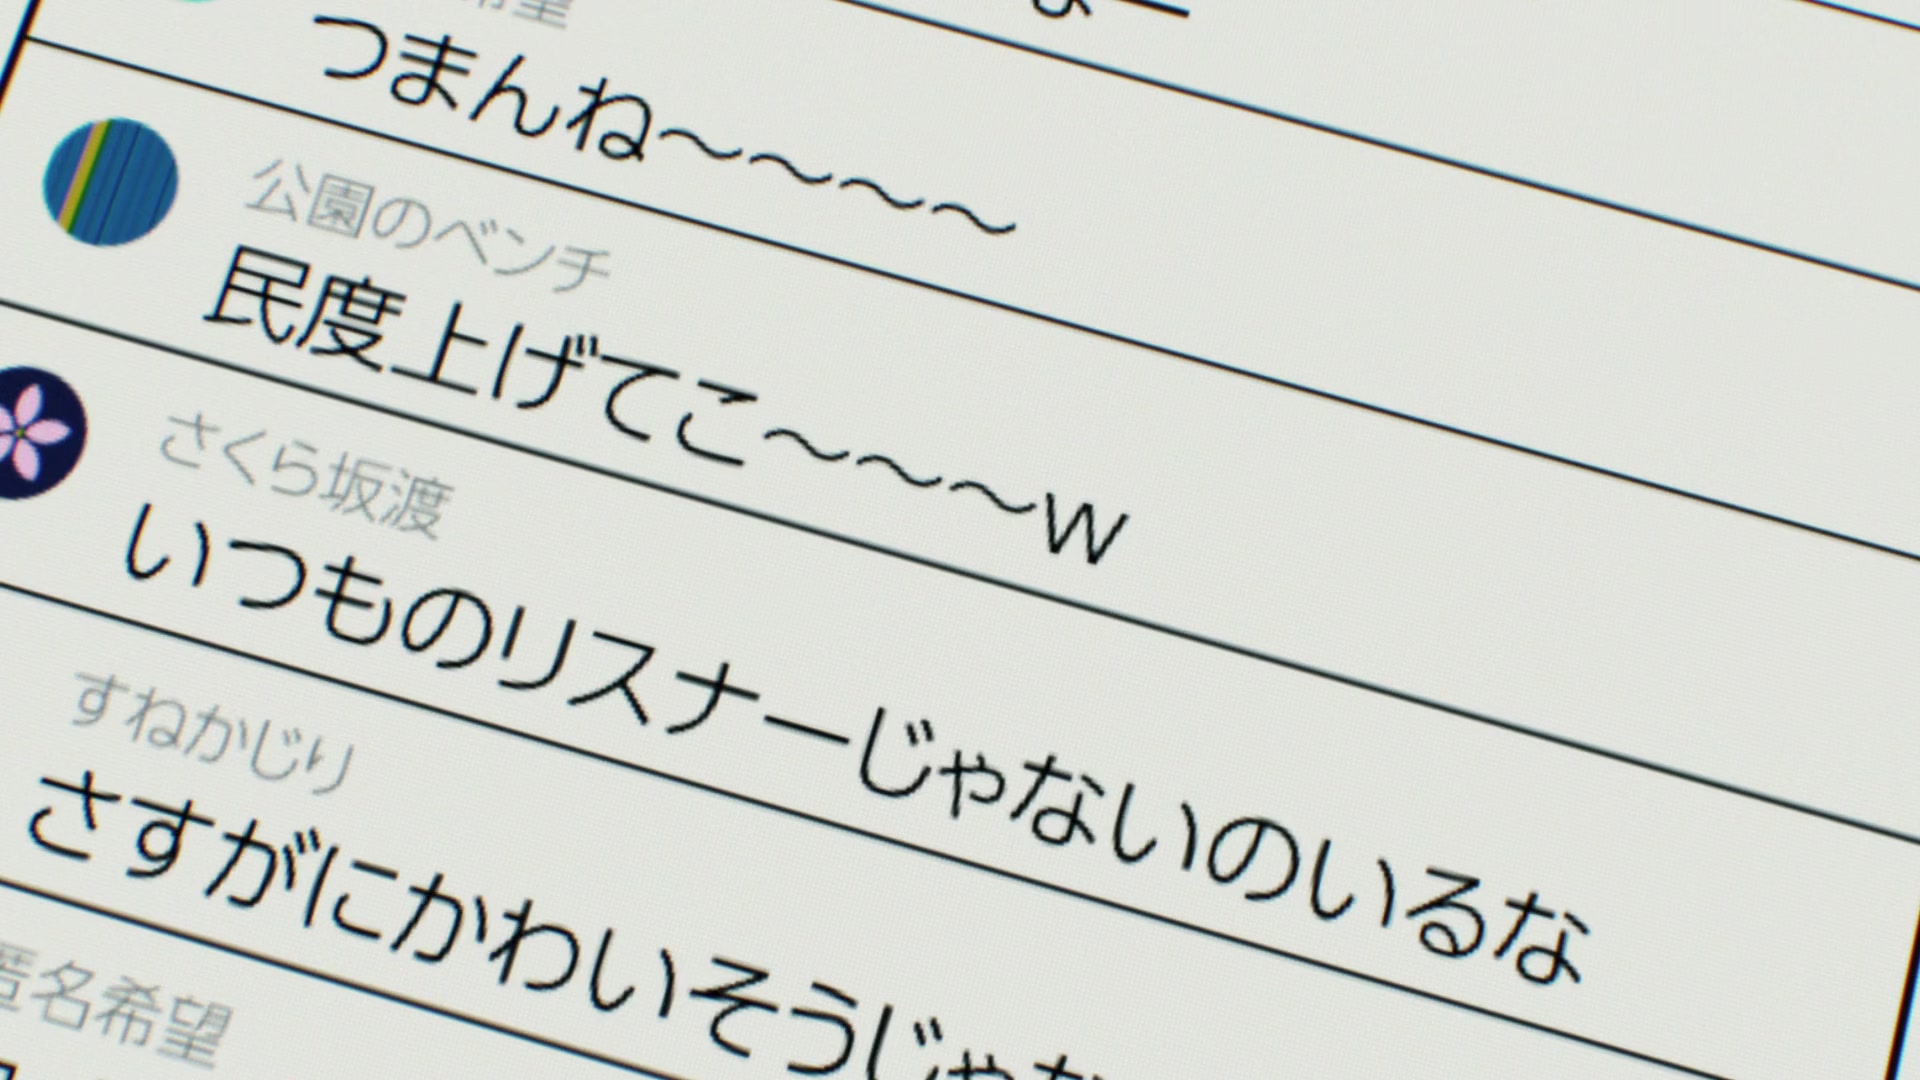 希望
つまんね～～～～
公園のベンチ
民度上げてこ～～～w
さくら坂渡
いつものリスナーじゃないのいるな
すねかじり
さすがにかわいそうじゃな
匿名希望